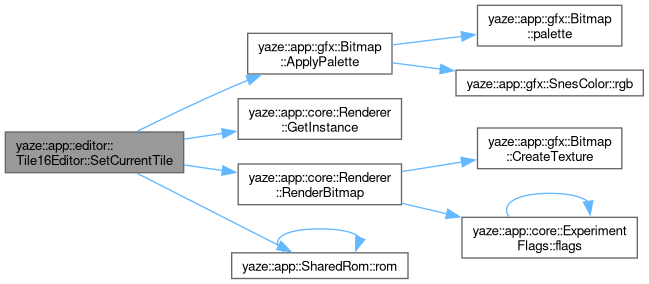 yaze::app::editor::
Tile16Editor::SetCurrentTile
yaze::app::gfx::Bitmap
::ApplyPalette
yaze::app::gfx::Bitmap
::palette
yaze::app::gfx::SnesColor::rgb
yaze::app::core::Renderer
::GetInstance
yaze::app::core::Renderer
::RenderBitmap
yaze::app::gfx::Bitmap
::CreateTexture
yaze::app::core::Experiment
Flags::flags
yaze::app::SharedRom::rom